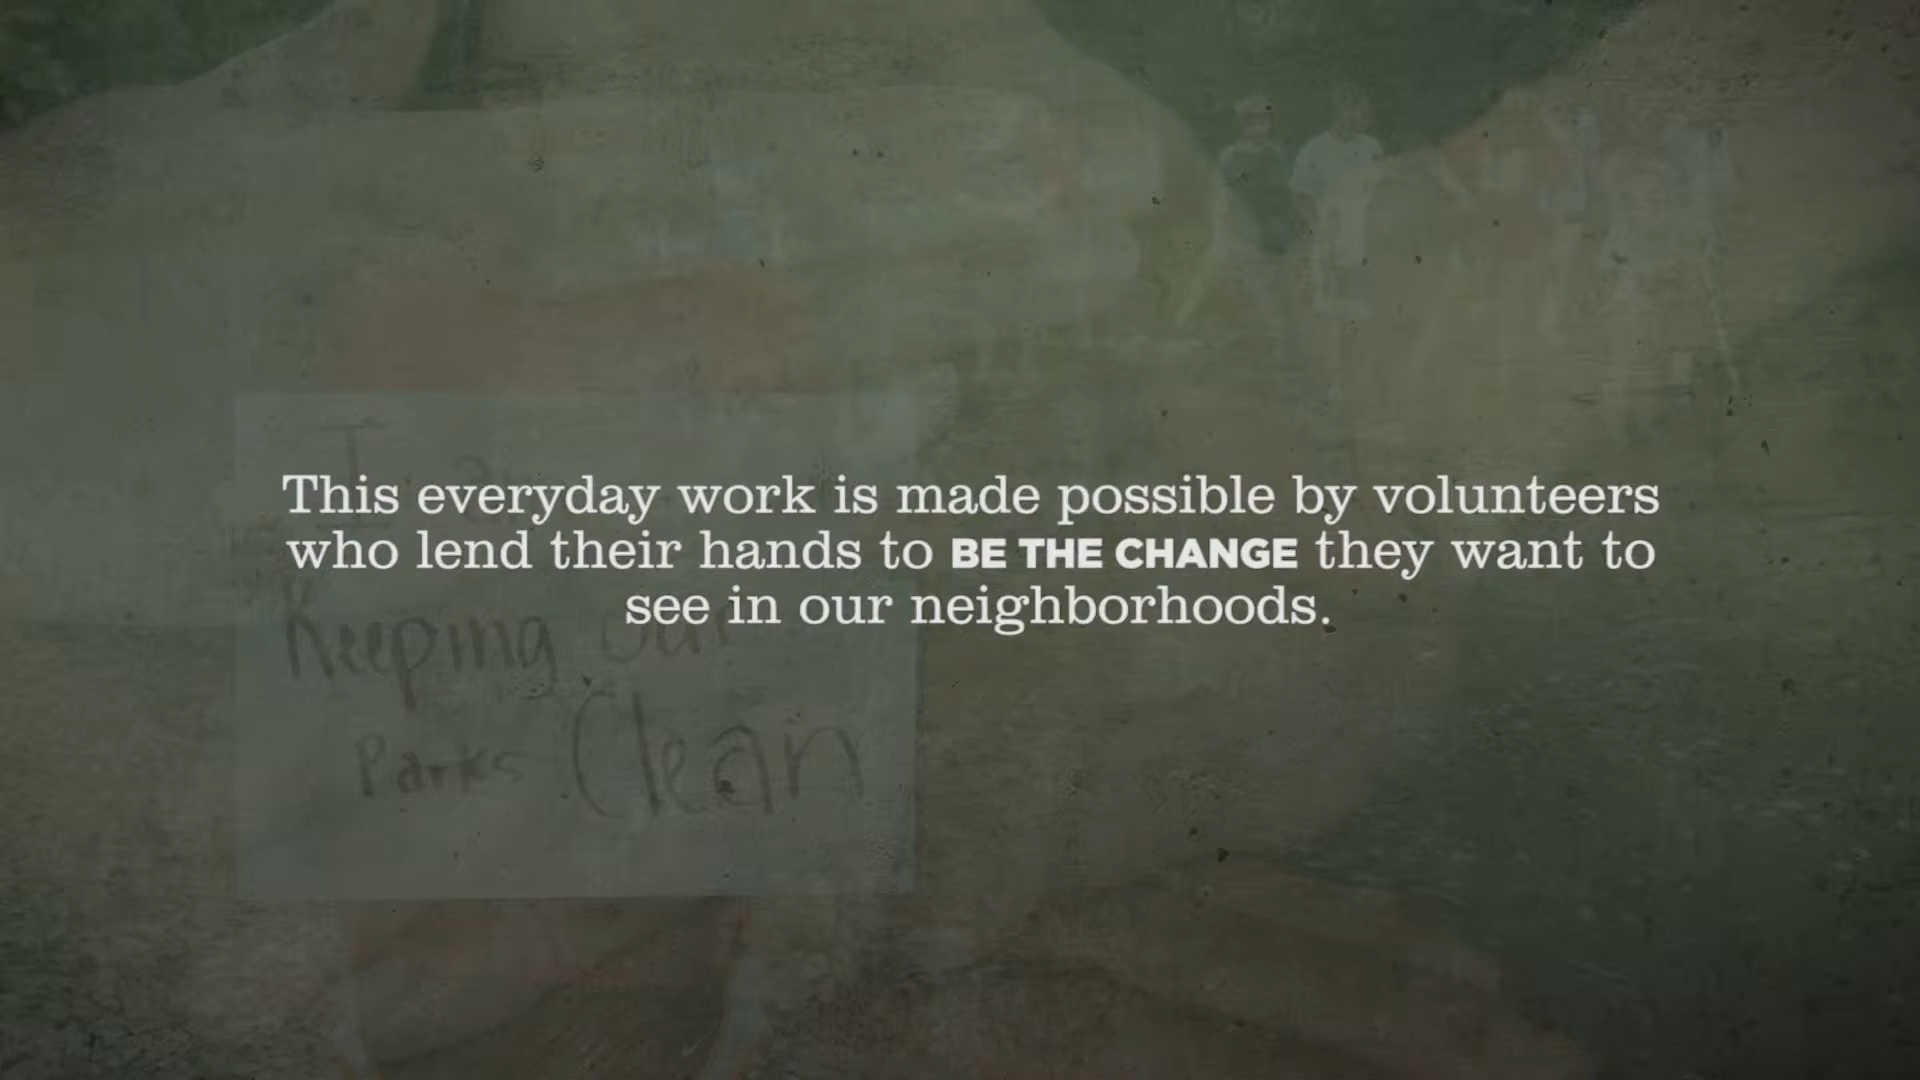 This everyday work is made possible by volunteers
who lend their hands to BE THE CHANGE they want to
see in our neighborhoods.
I
Keeping our
Parks Clean